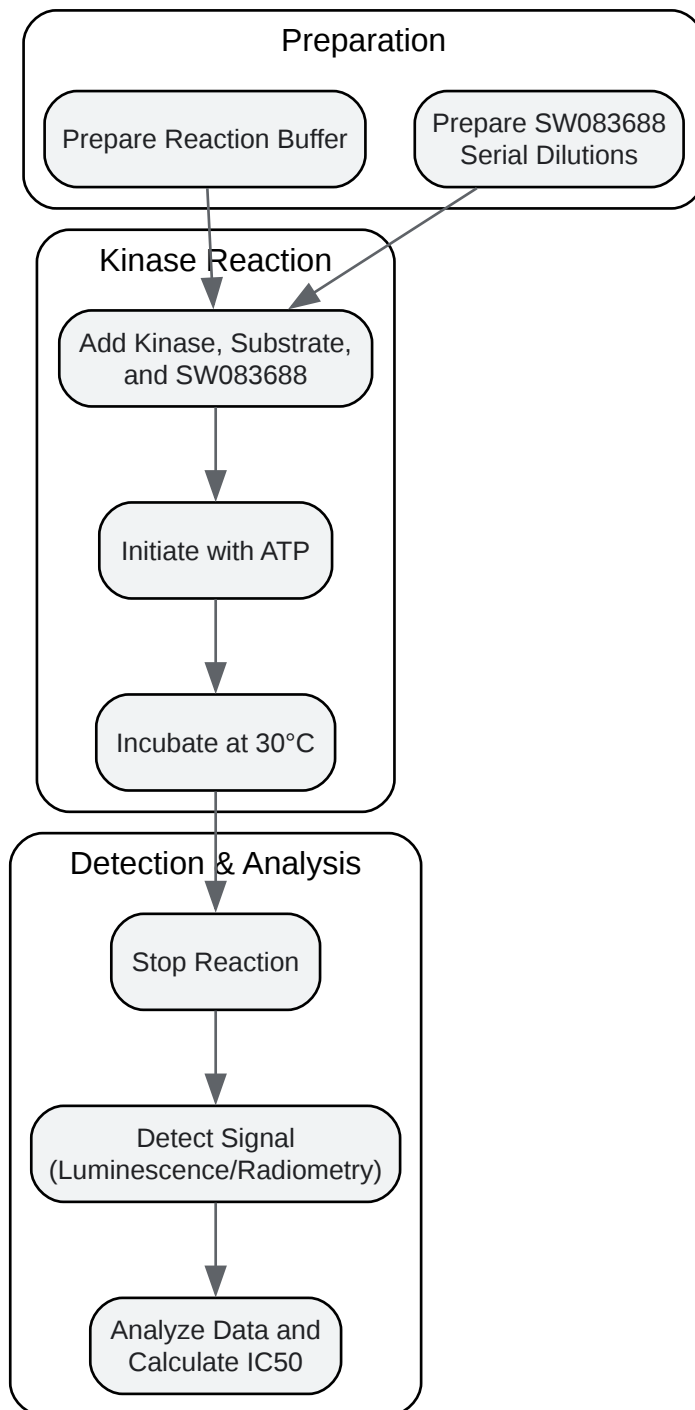 Preparation
Prepare Reaction Buffer
Prepare SW083688
Serial Dilutions
Kinase Reaction
Add Kinase, Substrate,
and SW083688
Initiate with ATP
Incubate at 30°C
Detection & Analysis
Stop Reaction
Detect Signal
(Luminescence/Radiometry)
Analyze Data and
Calculate IC50